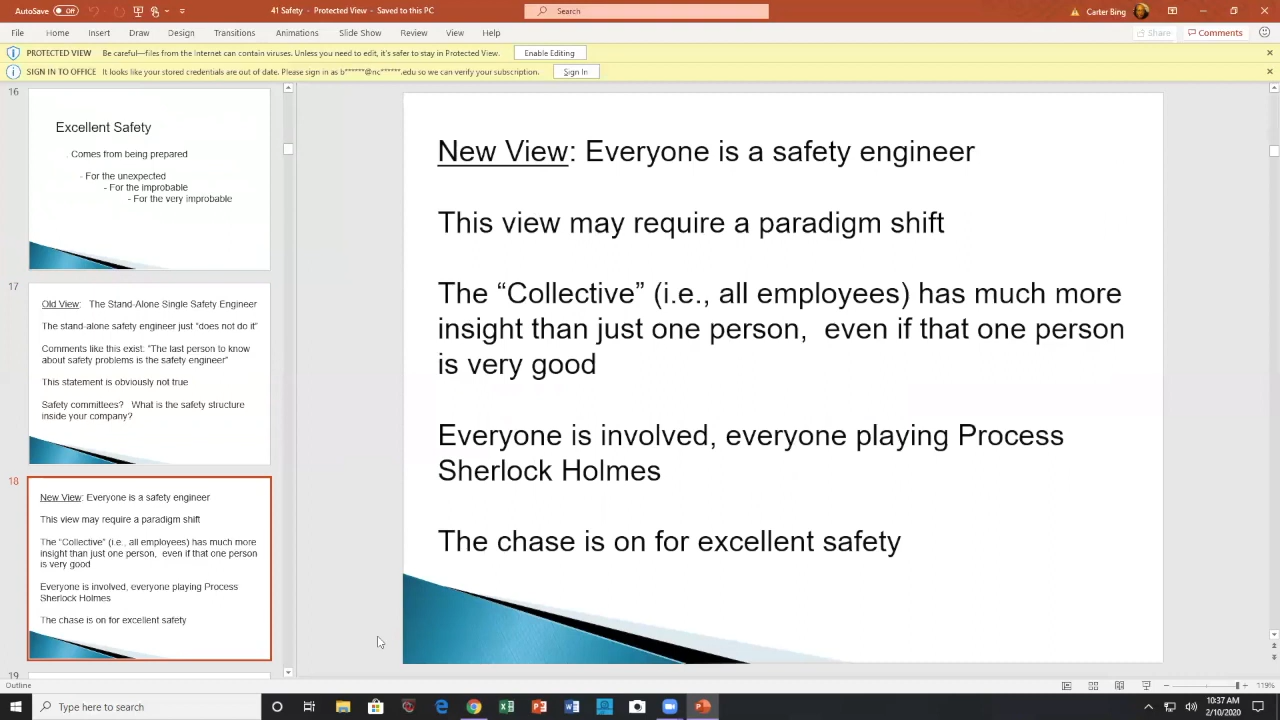 AutoSave Off 41 Safety - Protected View - Saved to this PC Search Carter Bing
File Home Insert Draw Design Transitions Animations Slide Show Review View Help Share Comments
PROTECTED VIEW Be careful—files from the Internet can contain viruses. Unless you need to edit, it's safer to stay in Protected View. Enable Editing
SIGN IN TO OFFICE It looks like your stored credentials are out of date. Please sign in as b******@nc******.edu so we can verify your subscription. Sign In
16
Excellent Safety
Comes from being prepared
- For the unexpected
- For the improbable
- For the very improbable
17
Old View: The Stand-Alone Single Safety Engineer
The stand-alone safety engineer just “does not do it”
Comments like this exist: “The last person to know
about safety problems is the safety engineer”
This statement is obviously not true
Safety committees? What is the safety structure
inside your company?
18
New View: Everyone is a safety engineer
This view may require a paradigm shift
The “Collective” (i.e., all employees) has much more
insight than just one person, even if that one person
is very good
Everyone is involved, everyone playing Process
Sherlock Holmes
The chase is on for excellent safety
19
New View: Everyone is a safety engineer
This view may require a paradigm shift
The “Collective” (i.e., all employees) has much more
insight than just one person, even if that one person
is very good
Everyone is involved, everyone playing Process
Sherlock Holmes
The chase is on for excellent safety
Outline 119%
Type here to search
10:37 AM
2/10/2020